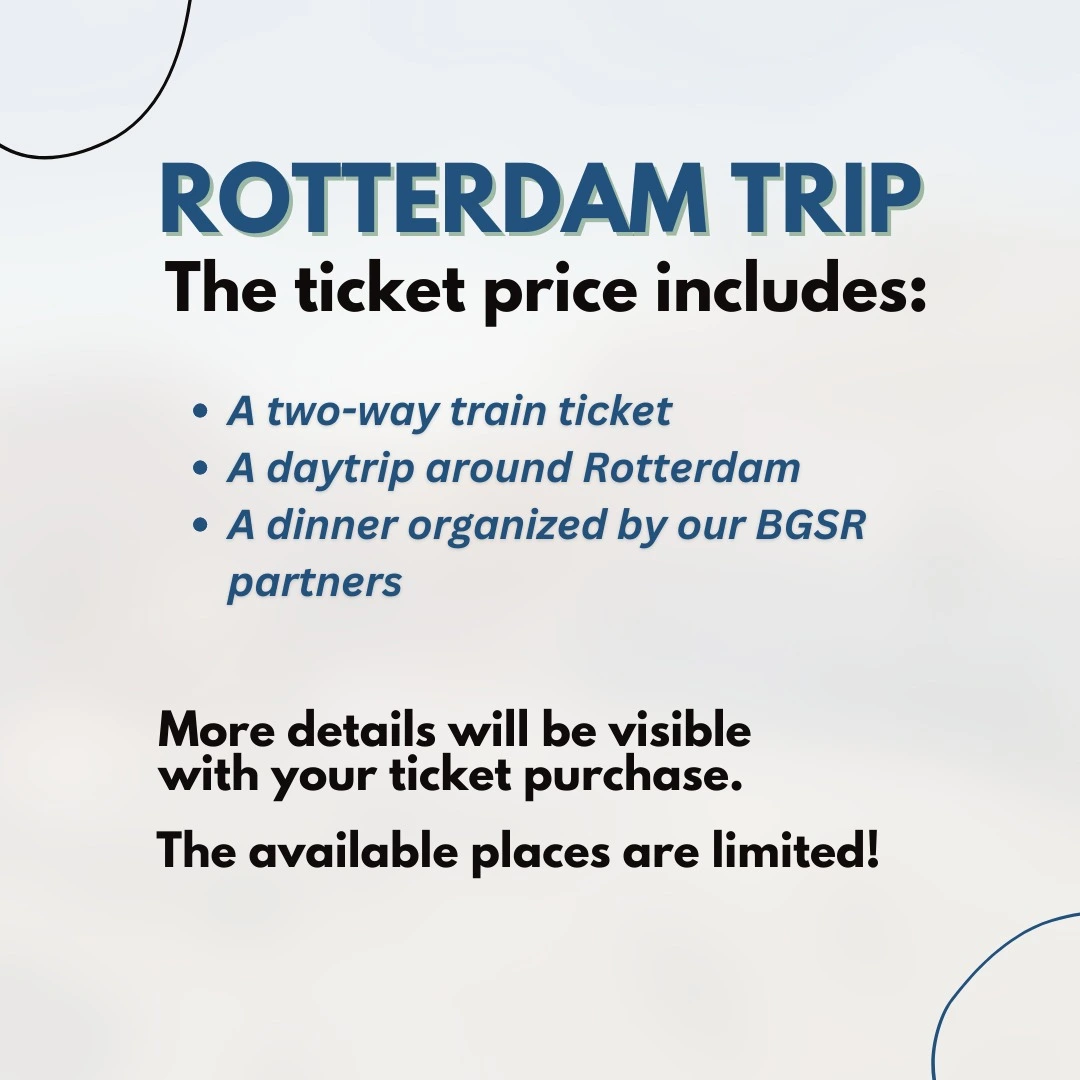 ROTTERDAM TRIP
The ticket price includes:
• A two-way train ticket
• A daytrip around Rotterdam
• A dinner organized by our BGSR
partners
More details will be visible
with your ticket purchase.
The available places are limited!